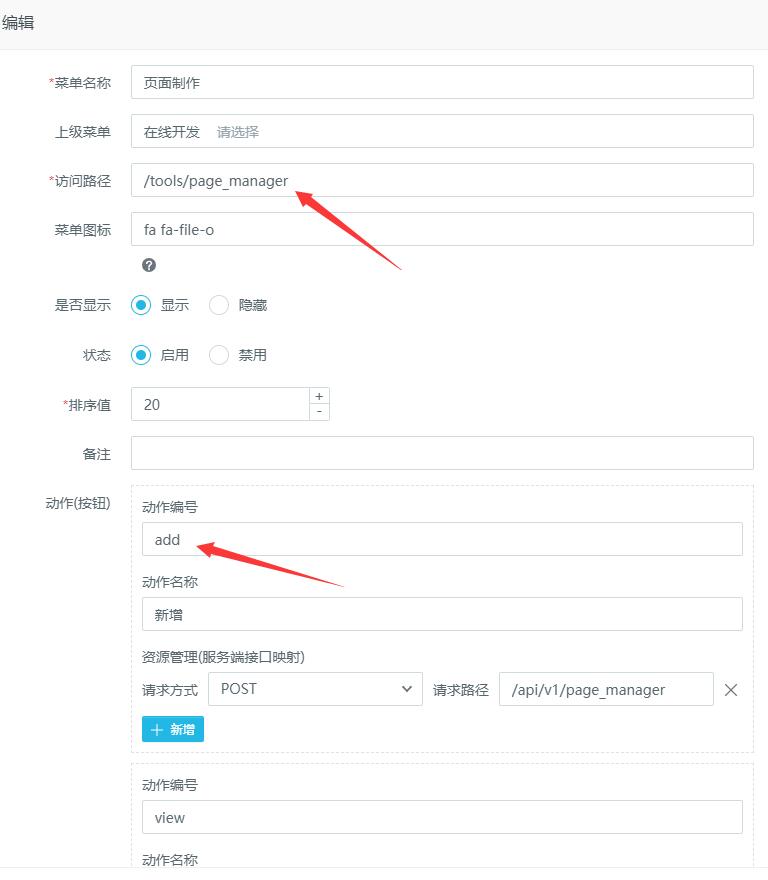 编辑
*菜单名称 页面制作
上级菜单 在线开发 请选择
*访问路径 /tools/page_manager
菜单图标 fa fa-file-o
?
是否显示 显示 隐藏
状态 启用 禁用
*排序值 20 + -
备注
动作(按钮) 动作编号
add
动作名称
新增
资源管理(服务端接口映射)
请求方式 POST 请求路径 /api/v1/page_manager
+ 新增
动作编号
view
动作名称